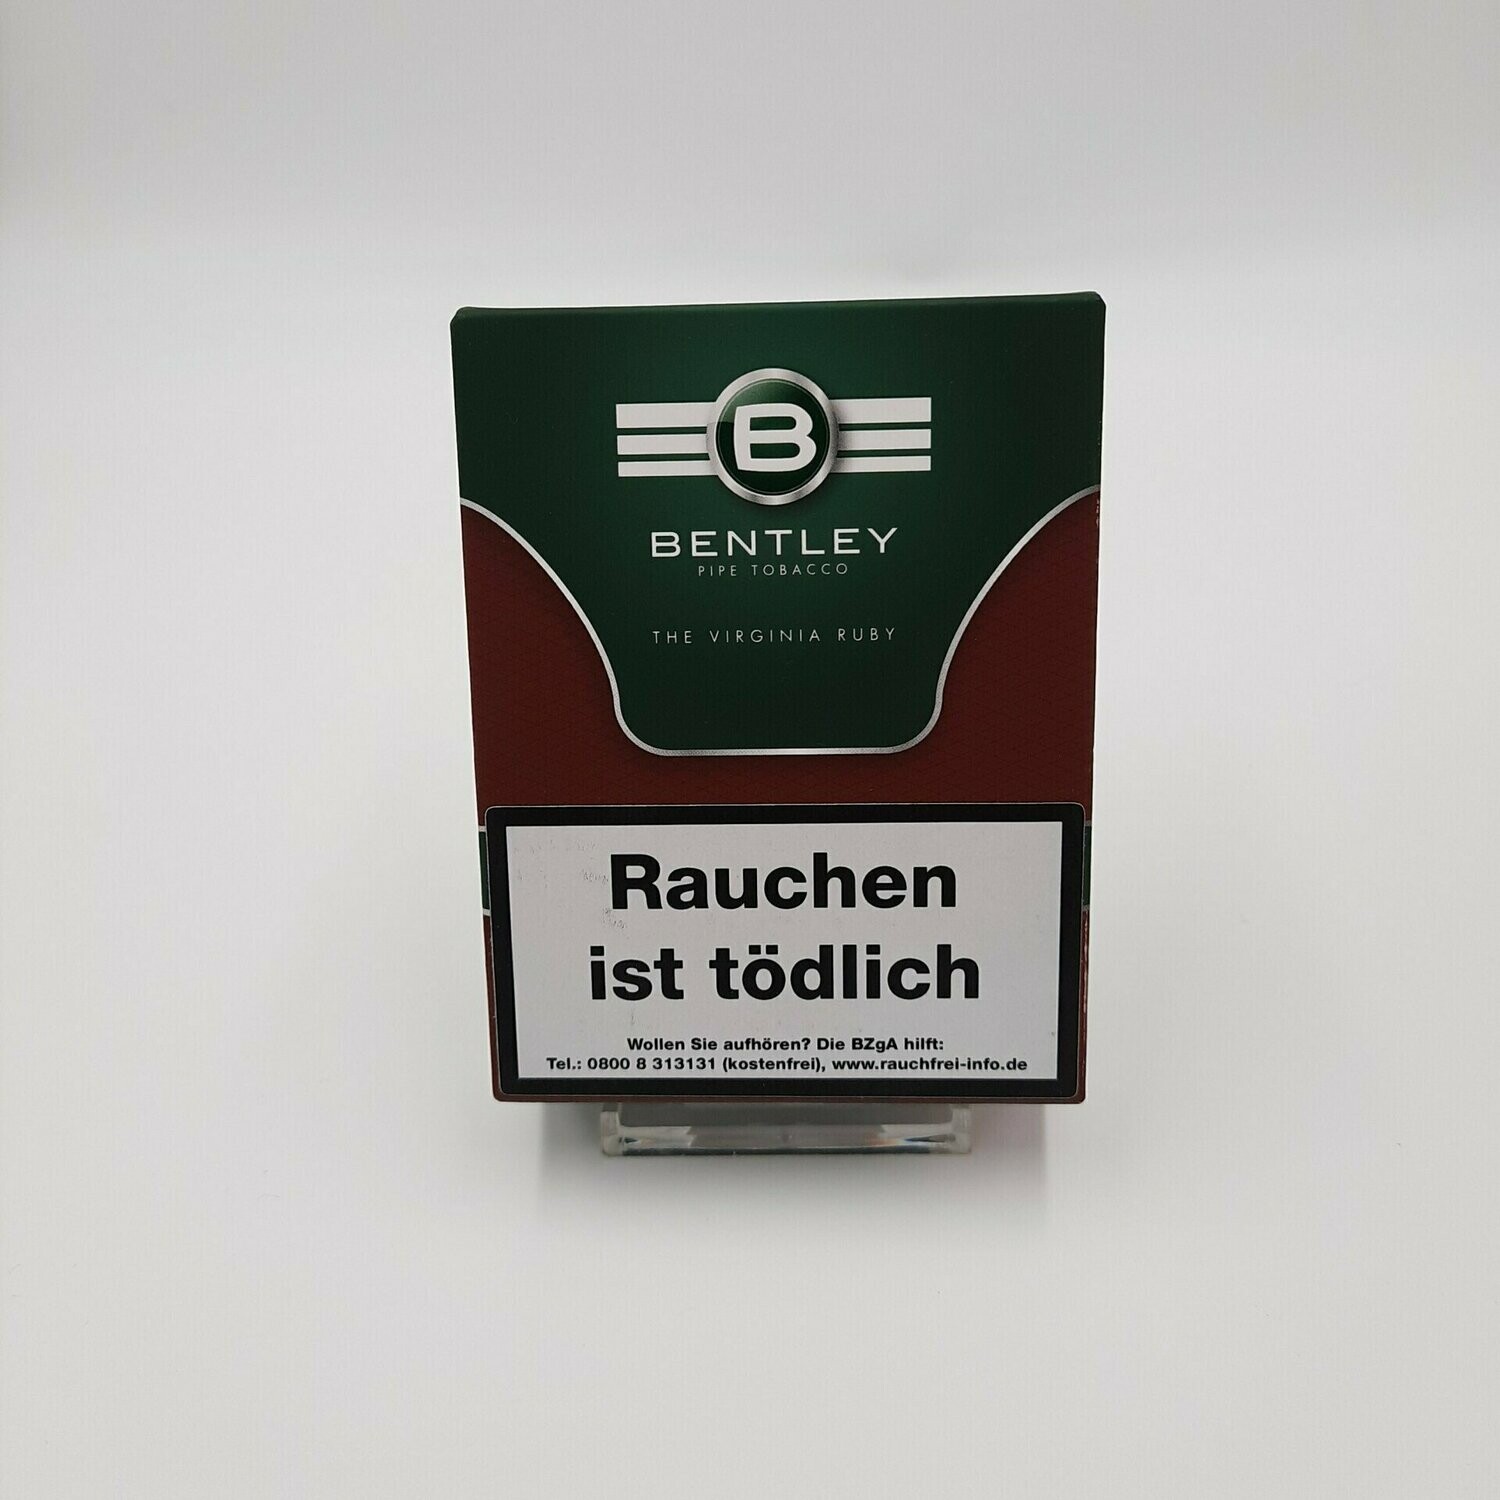 B
BENTLEY
PIPE TOBACCO
THE VIRGINIA RUBY
Rauchen
ist tödlich
Wollen Sie aufhören? Die BZgA hilft:
Tel.: 0800 8 313131 (kostenfrei), www.rauchfrei-info.de